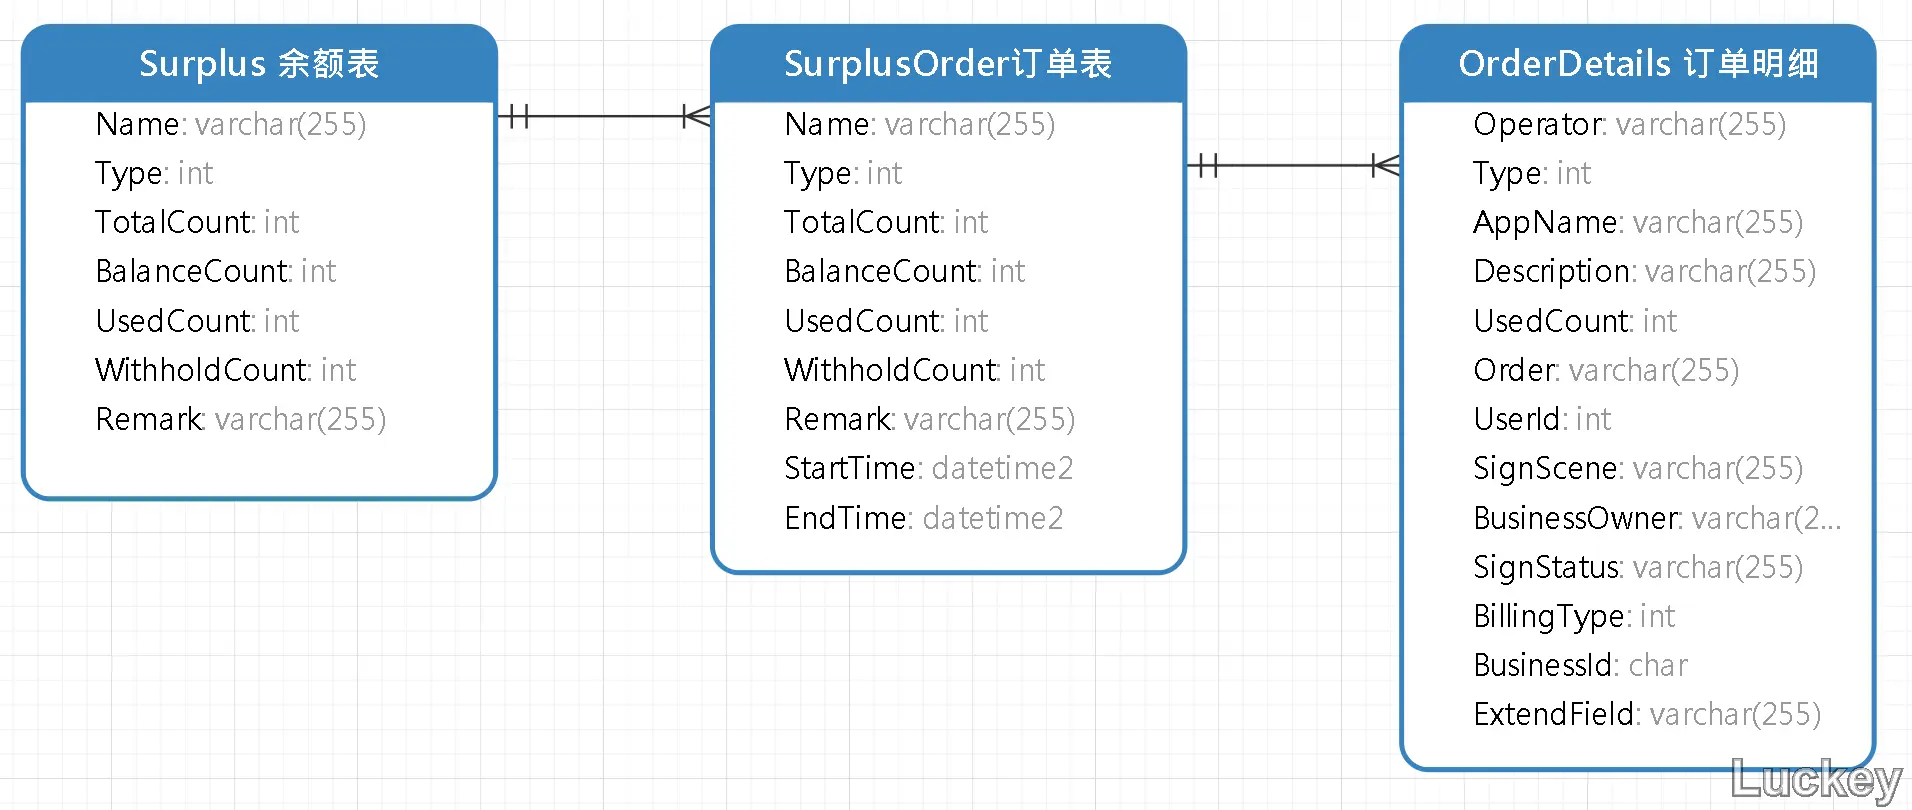 Surplus 余额表
Name: varchar(255)
Type: int
TotalCount: int
BalanceCount: int
UsedCount: int
WithholdCount: int
Remark: varchar(255)
SurplusOrder订单表
Name: varchar(255)
Type: int
TotalCount: int
BalanceCount: int
UsedCount: int
WithholdCount: int
Remark: varchar(255)
StartTime: datetime2
EndTime: datetime2
OrderDetails 订单明细
Operator: varchar(255)
Type: int
AppName: varchar(255)
Description: varchar(255)
UsedCount: int
Order: varchar(255)
UserId: int
SignScene: varchar(255)
BusinessOwner: varchar(2...
SignStatus: varchar(255)
BillingType: int
BusinessId: char
ExtendField: varchar(255)
Luckey